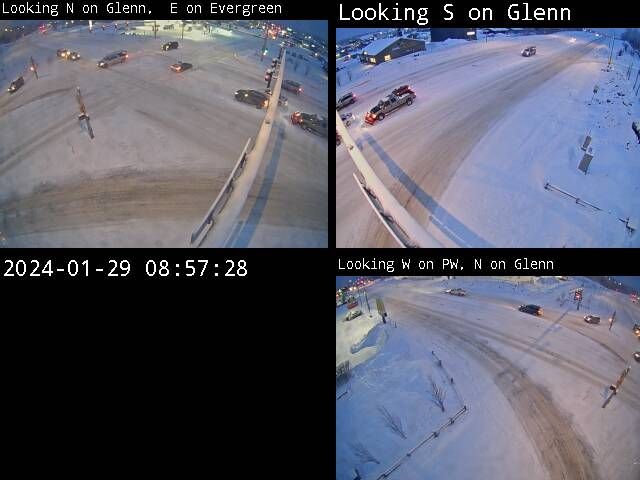 Looking N on Glenn,  E on Evergreen
Looking S on Glenn
2024-01-29 08:57:28
Looking W on PW, N on Glenn